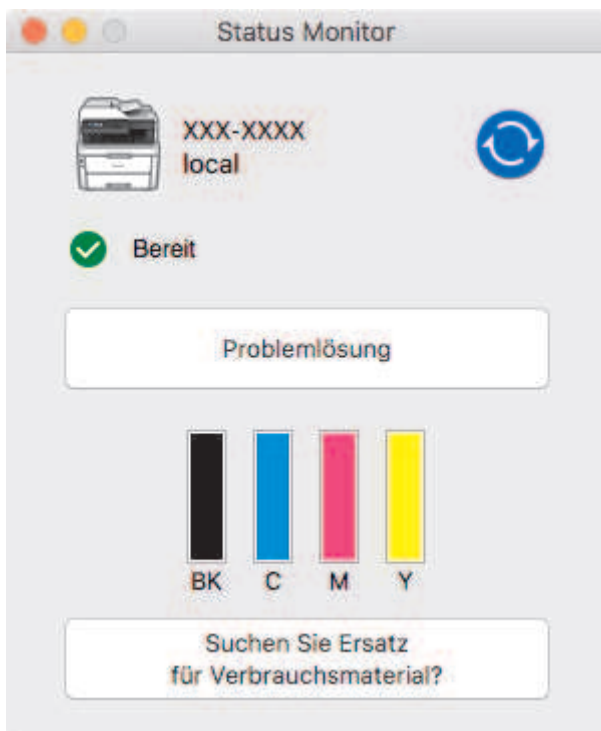 Status Monitor
XXX-XXXX
local
Bereit
Problemlösung
BK C M Y
Suchen Sie Ersatz
für Verbrauchsmaterial?